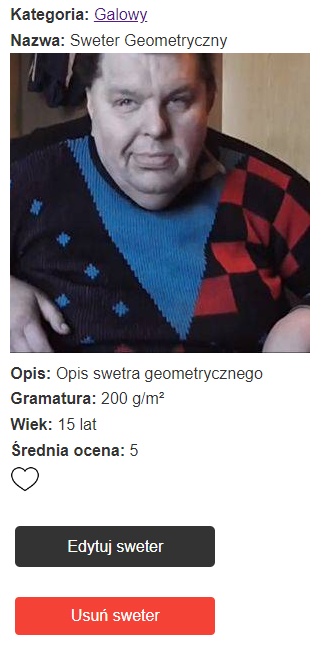 Kategoria: Galowy
Nazwa: Sweter Geometryczny
Opis: Opis swetra geometrycznego
Gramatura: 200 g/m²
Wiek: 15 lat
Średnia ocena: 5
Edytuj sweter
Usuń sweter